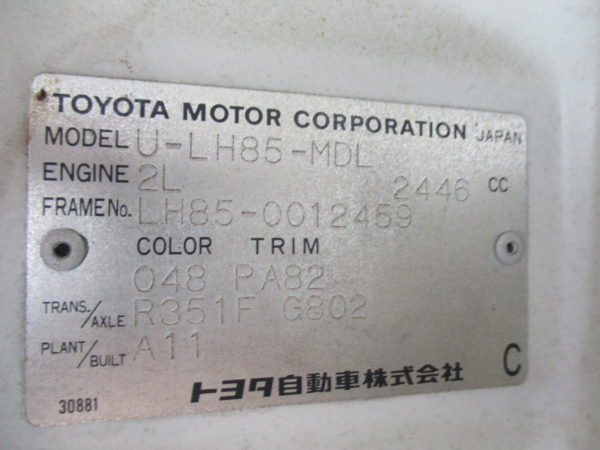 TOYOTA MOTOR CORPORATION JAPAN
MODEL U-LH85-MDL
ENGINE 2L 2446 CC
FRAME No. LH85-0012459
COLOR TRIM
048 PA82
TRANS./AXLE R351F G802
PLANT/BUILT A11
トヨタ自動車株式会社 C
30881